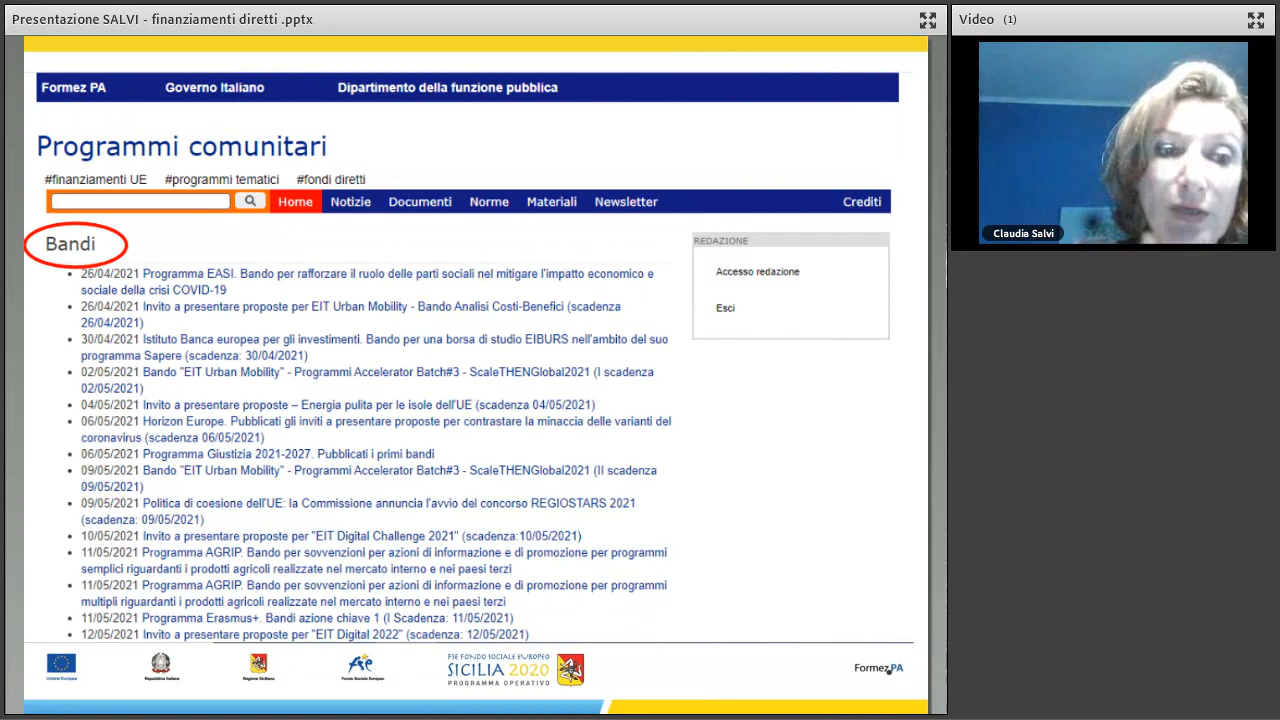 Presentazione SALVI - finanziamenti diretti .pptx
Video (1)
Formez PA Governo Italiano Dipartimento della funzione pubblica
Programmi comunitari
#finanziamenti UE #programmi tematici #fondi diretti
Home Notizie Documenti Norme Materiali Newsletter Crediti
Bandi
26/04/2021 Programma EASI. Bando per rafforzare il ruolo delle parti sociali nel mitigare l'impatto economico e
sociale della crisi COVID-19
26/04/2021 Invito a presentare proposte per EIT Urban Mobility - Bando Analisi Costi-Benefici (scadenza
26/04/2021)
30/04/2021 Istituto Banca europea per gli investimenti. Bando per una borsa di studio EIBURS nell'ambito del suo
programma Sapere (scadenza: 30/04/2021)
02/05/2021 Bando "EIT Urban Mobility" - Programmi Accelerator Batch#3 - ScaleTHENGlobal2021 (I scadenza
02/05/2021)
04/05/2021 Invito a presentare proposte – Energia pulita per le isole dell'UE (scadenza 04/05/2021)
06/05/2021 Horizon Europe. Pubblicati gli inviti a presentare proposte per contrastare la minaccia delle varianti del
coronavirus (scadenza 06/05/2021)
06/05/2021 Programma Giustizia 2021-2027. Pubblicati i primi bandi
09/05/2021 Bando "EIT Urban Mobility" - Programmi Accelerator Batch#3 - ScaleTHENGlobal2021 (II scadenza
09/05/2021)
09/05/2021 Politica di coesione dell'UE: la Commissione annuncia l'avvio del concorso REGIOSTARS 2021
(scadenza: 09/05/2021)
10/05/2021 Invito a presentare proposte per "EIT Digital Challenge 2021" (scadenza:10/05/2021)
11/05/2021 Programma AGRIP. Bando per sovvenzioni per azioni di informazione e di promozione per programmi
semplici riguardanti i prodotti agricoli realizzate nel mercato interno e nei paesi terzi
11/05/2021 Programma AGRIP. Bando per sovvenzioni per azioni di informazione e di promozione per programmi
multipli riguardanti i prodotti agricoli realizzate nel mercato interno e nei paesi terzi
11/05/2021 Programma Erasmus+. Bandi azione chiave 1 (I Scadenza: 11/05/2021)
12/05/2021 Invito a presentare proposte per "EIT Digital 2022" (scadenza: 12/05/2021)
REDAZIONE
Accesso redazione
Esci
Claudia Salvi
Unione Europea
Repubblica Italiana
Regione Siciliana
fse
Fondo Sociale Europeo
FSE FONDO SOCIALE EUROPEO
SICILIA 2020
PROGRAMMA OPERATIVO
FormezPA